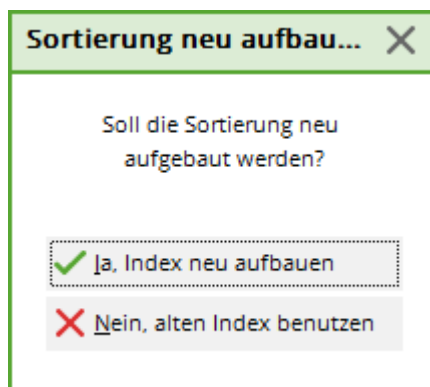 Sortierung neu aufbau...
Soll die Sortierung neu
aufgebaut werden?
Ja, Index neu aufbauen
Nein, alten Index benutzen